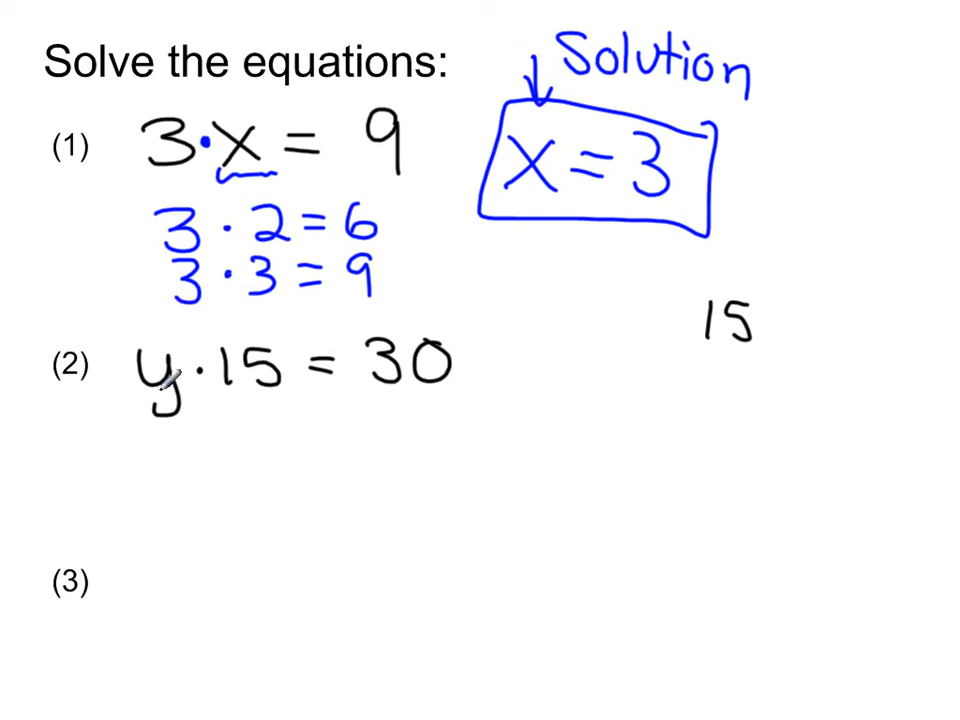 Solve the equations:
Solution
(1) 3·x = 9
x = 3
3 · 2 = 6
3 · 3 = 9
15
(2) y · 15 = 30
(3)